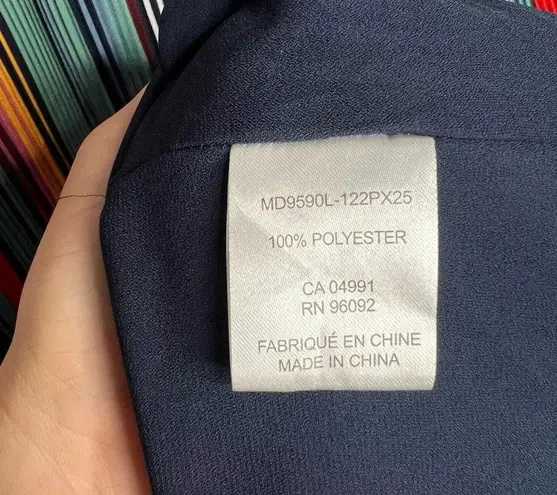 MD9590L-122PX25
100% POLYESTER
CA 04991
RN 96092
FABRIQUÉ EN CHINE
MADE IN CHINA